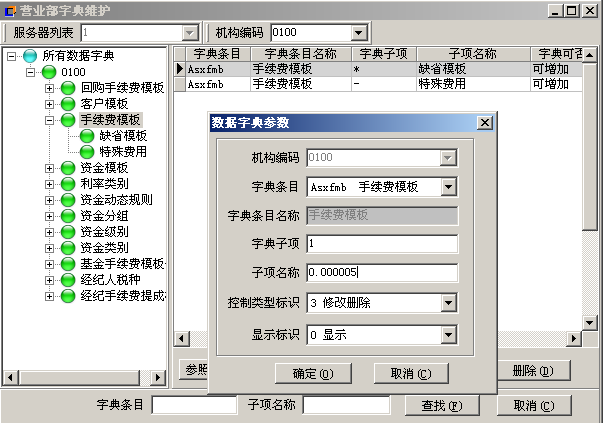 营业部字典维护
服务器列表 1 机构编码 0100
所有数据字典
0100
回购手续费模板
客户模板
手续费模板
缺省模板
特殊费用
资金模板
利率类别
资金动态规则
资金分组
资金级别
资金类别
基金手续费模板
经纪人税种
经纪手续费提成
字典条目 字典条目名称 字典子项 子项名称 字典可否
Asxfmb 手续费模板 * 缺省模板 可增加
Asxfmb 手续费模板 - 特殊费用 可增加
数据字典参数
机构编码 0100
字典条目 Asxfmb 手续费模板
字典条目名称 手续费模板
字典子项 1
子项名称 0.000005
控制类型标识 3 修改删除
显示标识 0 显示
确定(O) 取消(C)
参照 删除(D)
字典条目 子项名称 查找(F) 取消(C)